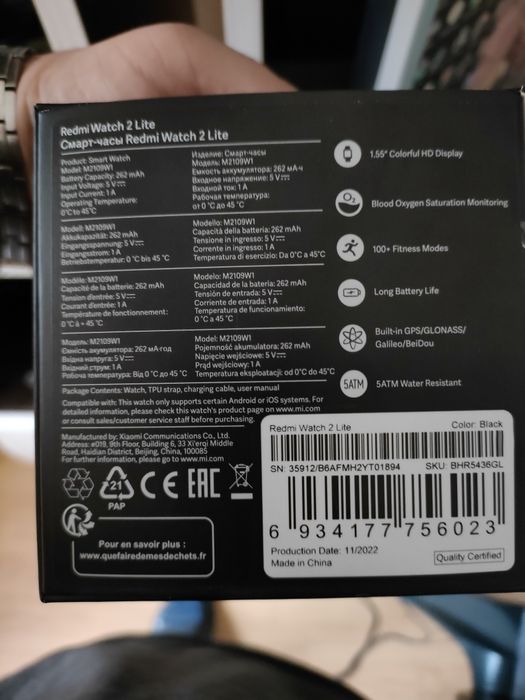 Redmi Watch 2 Lite
Смарт-часы Redmi Watch 2 Lite
Product: Smart Watch
Model: M2109W1
Battery Capacity: 262 mAh
Input Voltage: 5 V⎓
Input Current: 1 A
Operating Temperature:
0°C to 45°C
Изделие: Смарт-часы
Модель: M2109W1
Емкость аккумулятора: 262 мА·ч
Входное напряжение: 5 В⎓
Входной ток: 1 А
Рабочая температура:
от 0 °C до 45 °C
Modell: M2109W1
Akkukapazität: 262 mAh
Eingangsspannung: 5 V⎓
Eingangsstrom: 1 A
Betriebstemperatur: 0 °C bis 45 °C
Modello: M2109W1
Capacità della batteria: 262 mAh
Tensione in ingresso: 5 V⎓
Corrente in ingresso: 1 A
Temperatura di esercizio: Da 0°C a 45°C
Modèle: M2109W1
Capacité de la batterie: 262 mAh
Tension d'entrée: 5 V⎓
Courant d'entrée: 1 A
Température de fonctionnement:
0 °C à + 45 °C
Modelo: M2109W1
Capacidad de la batería: 262 mAh
Tensión de entrada: 5 V⎓
Corriente de entrada: 1 A
Temperatura de funcionamiento:
0 °C a 45 °C
Модель: M2109W1
Ємність акумулятора: 262 мА·год
Вхідна напруга: 5 В⎓
Вхідний струм: 1 А
Робоча температура: Від 0 °C до 45 °C
Model: M2109W1
Pojemność akumulatora: 262 mAh
Napięcie wejściowe: 5 V⎓
Prąd wejściowy: 1 A
Temperatura eksploatacji: od 0°C do 45°C
Package Contents: Watch, TPU strap, charging cable, user manual
Compatible with: This watch only supports certain Android or iOS systems. For
detailed information, please check this watch's product page on www.mi.com
or consult sales/customer service staff before purchasing.
Manufactured by: Xiaomi Communications Co., Ltd.
Address: #019, 9th Floor, Building 6, 33 Xi'erqi Middle
Road, Haidian District, Beijing, China, 100085
For further information, please go to www.mi.com
21
PAP
CE
EAC
Pour en savoir plus :
www.quefairedemesdechets.fr
1.55" Colorful HD Display
O₂
Blood Oxygen Saturation Monitoring
100+ Fitness Modes
Long Battery Life
Built-in GPS/GLONASS/
Galileo/BeiDou
5ATM
5ATM Water Resistant
Redmi Watch 2 Lite
Color: Black
SN: 35912/B6AFMH2YT01894
SKU: BHR5436GL
6 934177 756023
Production Date: 11/2022
Made in China
Quality Certified